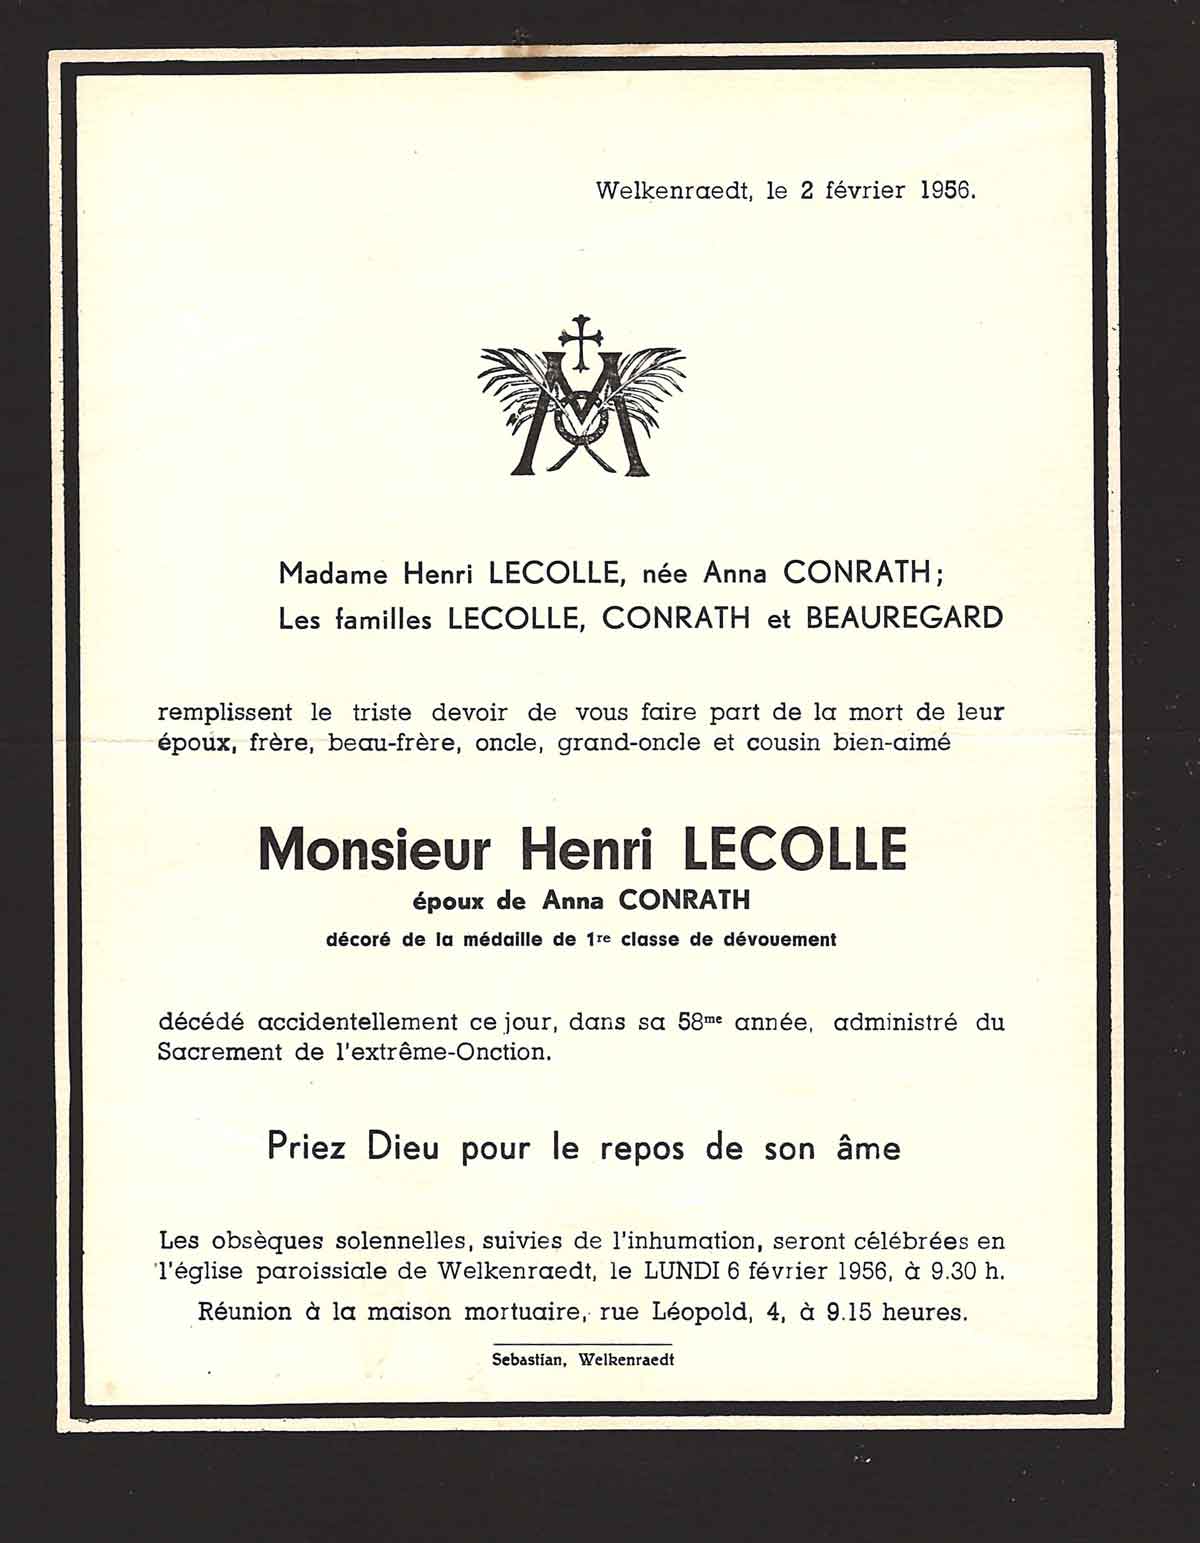 Welkenraedt, le 2 février 1956.
Madame Henri LECOLLE, née Anna CONRATH;
Les familles LECOLLE, CONRATH et BEAUREGARD
remplissent le triste devoir de vous faire part de la mort de leur
époux, frère, beau-frère, oncle, grand-oncle et cousin bien-aimé
Monsieur Henri LECOLLE
époux de Anna CONRATH
décoré de la médaille de 1re classe de dévouement
décédé accidentellement ce jour, dans sa 58me année, administré du
Sacrement de l'extrême-Onction.
Priez Dieu pour le repos de son âme
Les obsèques solennelles, suivies de l'inhumation, seront célébrées en
l'église paroissiale de Welkenraedt, le LUNDI 6 février 1956, à 9.30 h.
Réunion à la maison mortuaire, rue Léopold, 4, à 9.15 heures.
Sebastian, Welkenraedt